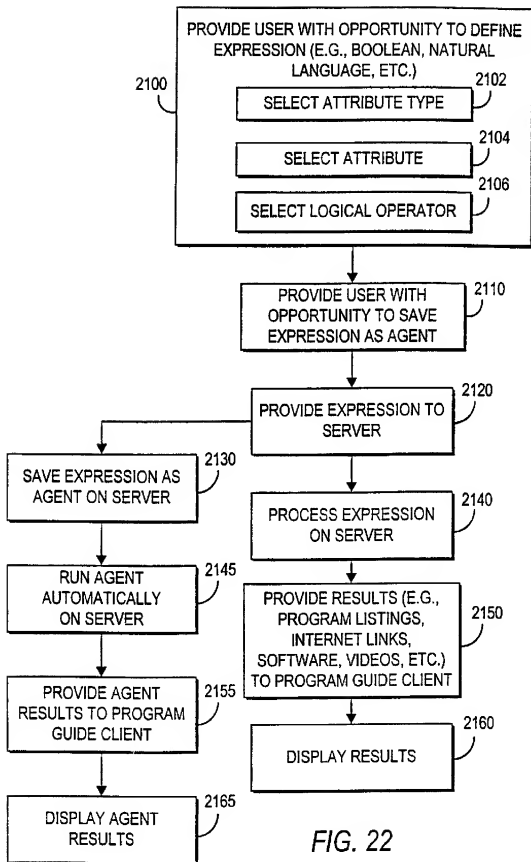 PROVIDE USER WITH OPPORTUNITY TO DEFINE
EXPRESSION (E.G., BOOLEAN, NATURAL
LANGUAGE, ETC.)
2100
2102
SELECT ATTRIBUTE TYPE
2104
SELECT ATTRIBUTE
2106
SELECT LOGICAL OPERATOR
PROVIDE USER WITH
OPPORTUNITY TO SAVE
EXPRESSION AS AGENT
2110
PROVIDE EXPRESSION TO
SERVER
2120
SAVE EXPRESSION AS
AGENT ON SERVER
2130
PROCESS EXPRESSION
ON SERVER
2140
RUN AGENT
AUTOMATICALLY
ON SERVER
2145
PROVIDE RESULTS (E.G.,
PROGRAM LISTINGS,
INTERNET LINKS,
SOFTWARE, VIDEOS, ETC.)
TO PROGRAM GUIDE CLIENT
2150
PROVIDE AGENT
RESULTS TO PROGRAM
GUIDE CLIENT
2155
DISPLAY RESULTS
2160
DISPLAY AGENT
RESULTS
2165
FIG. 22